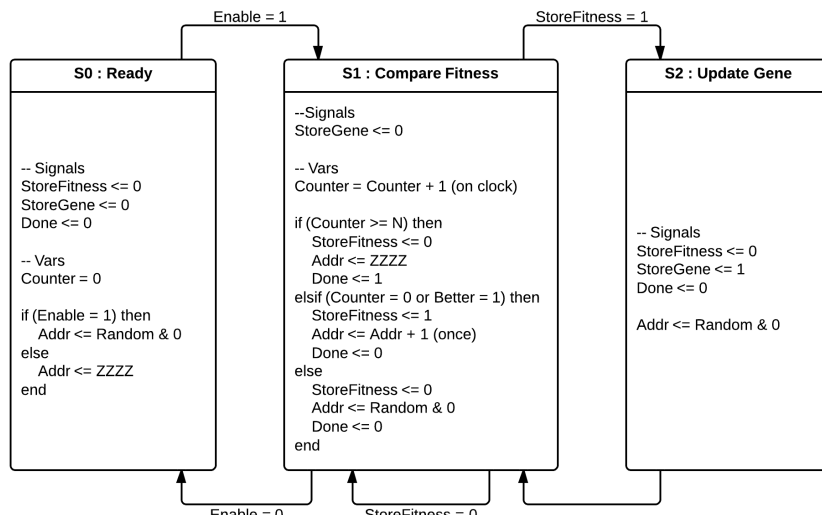 Enable = 1
StoreFitness = 1
S0 : Ready
-- Signals
StoreFitness <= 0
StoreGene <= 0
Done <= 0
-- Vars
Counter = 0
if (Enable = 1) then
Addr <= Random & 0
else
Addr <= ZZZZ
end
S1 : Compare Fitness
--Signals
StoreGene <= 0
-- Vars
Counter = Counter + 1 (on clock)
if (Counter >= N) then
StoreFitness <= 0
Addr <= ZZZZ
Done <= 1
elsif (Counter = 0 or Better = 1) then
StoreFitness <= 1
Addr <= Addr + 1 (once)
Done <= 0
else
StoreFitness <= 0
Addr <= Random & 0
Done <= 0
end
S2 : Update Gene
-- Signals
StoreFitness <= 0
StoreGene <= 1
Done <= 0
Addr <= Random & 0
Enable = 0
StoreFitness = 0